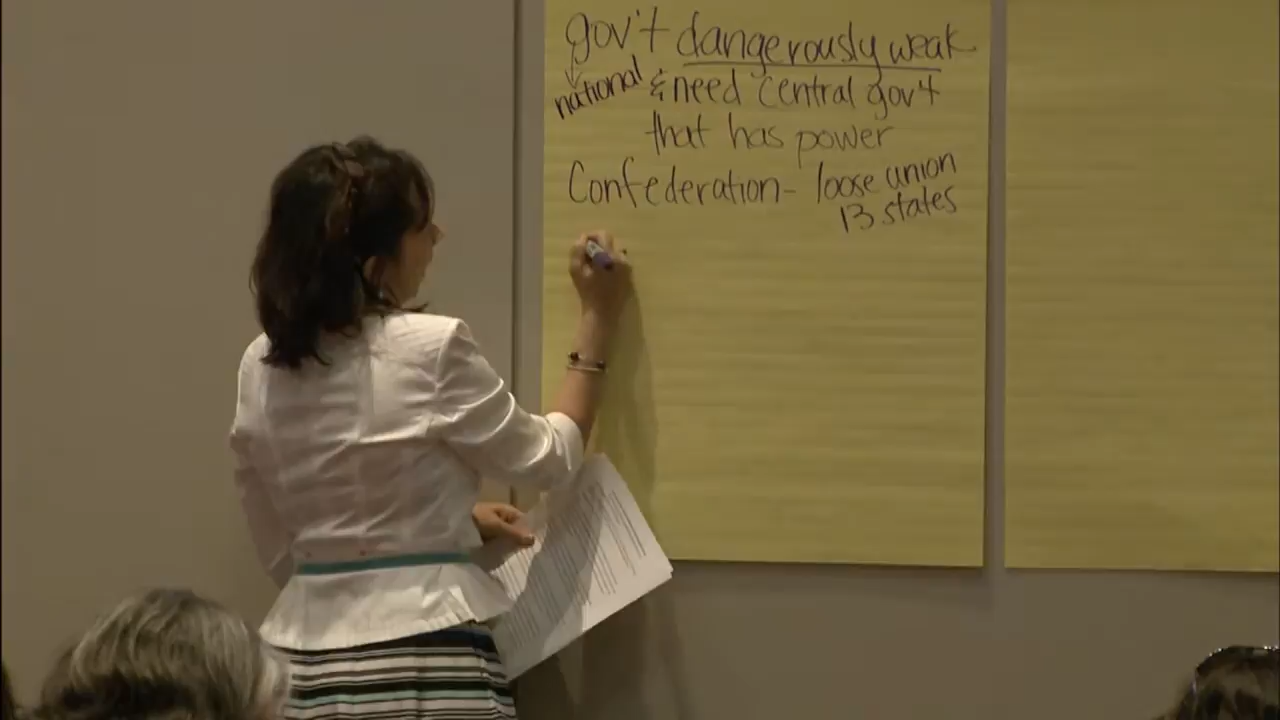 gov't dangerously weak
national & need central gov't
that has power
Confederation - loose union
13 states